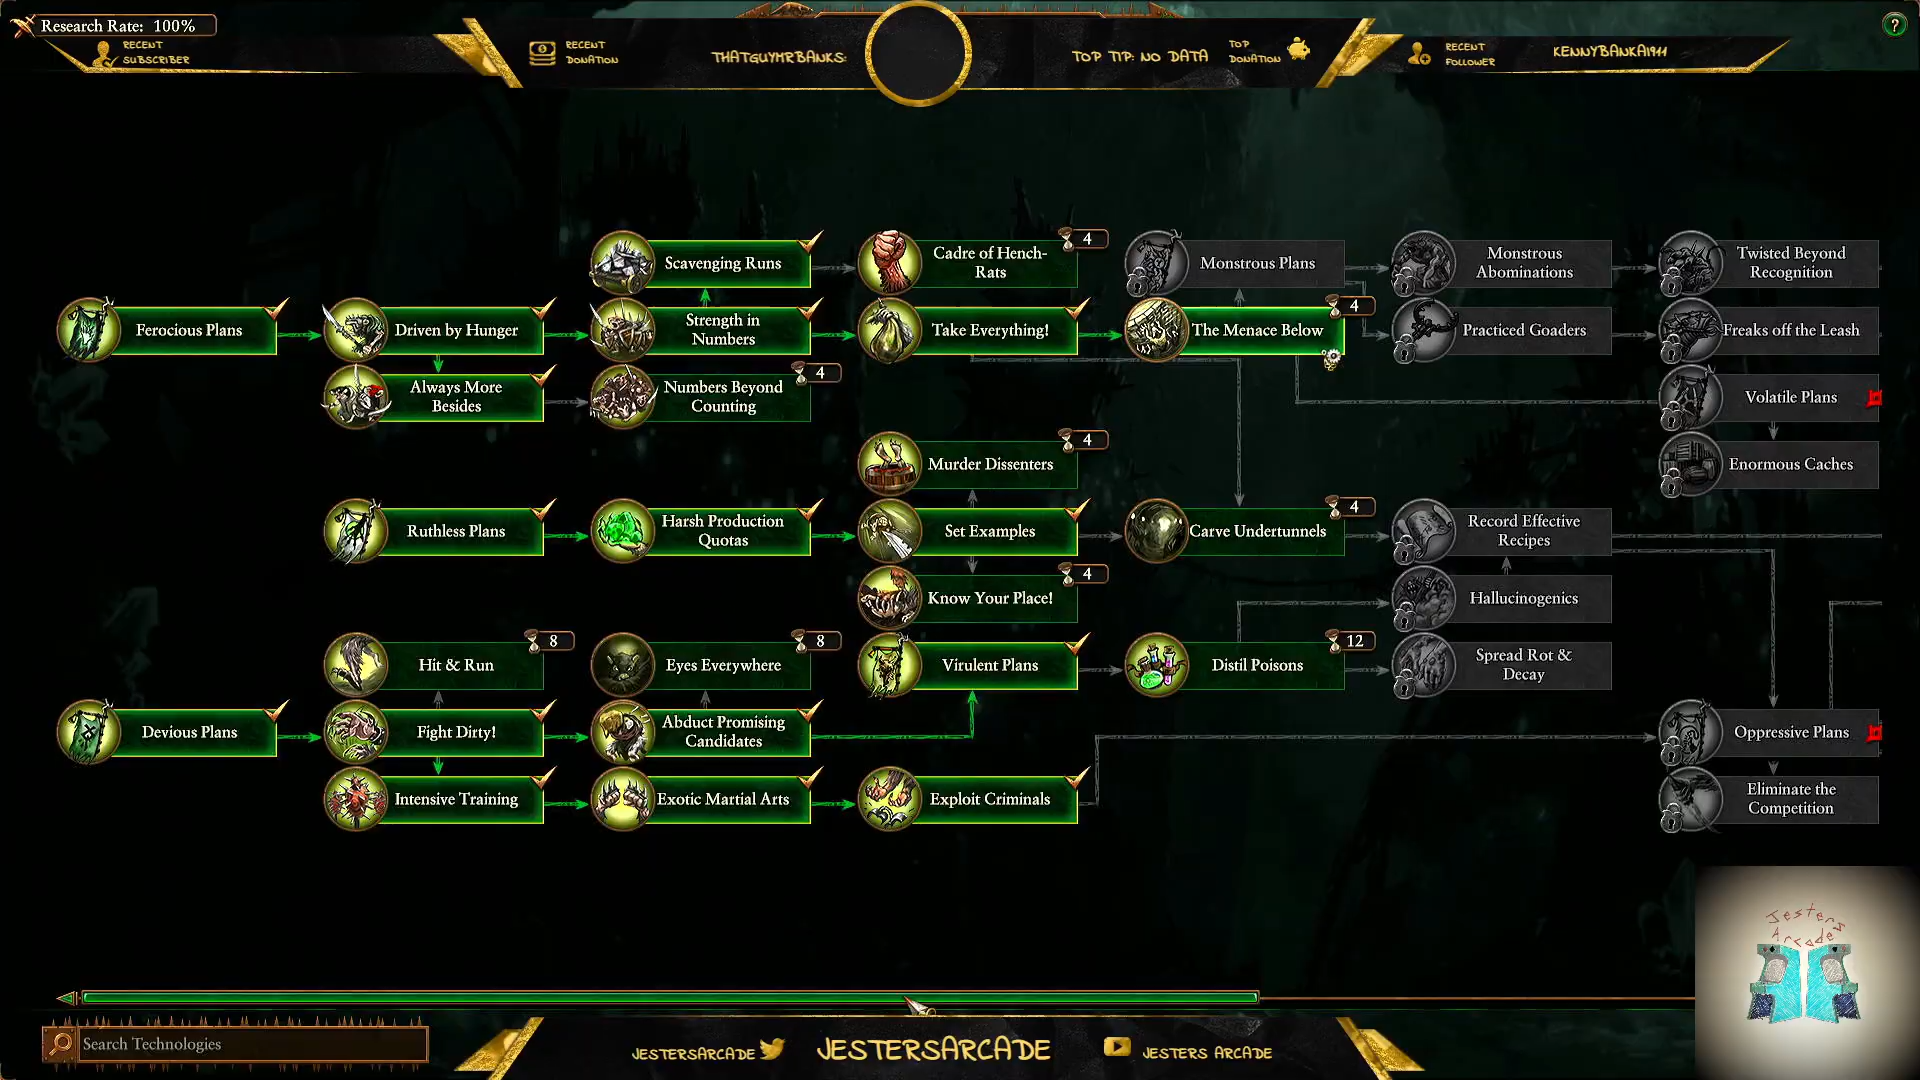 Research Rate: 100%
RECENT
SUBSCRIBER
RECENT
DONATION
THATGUYMRBANKS:
TOP TIP: NO DATA
TOP
DONATION
RECENT
FOLLOWER
KENNYBANKAI911
?
Scavenging Runs
Cadre of Hench-
Rats
4
Monstrous Plans
Monstrous
Abominations
Twisted Beyond
Recognition
Ferocious Plans
Driven by Hunger
Strength in
Numbers
Take Everything!
The Menace Below
4
Practiced Goaders
Freaks off the Leash
Always More
Besides
Numbers Beyond
Counting
4
Volatile Plans
Murder Dissenters
4
Enormous Caches
Ruthless Plans
Harsh Production
Quotas
Set Examples
Carve Undertunnels
4
Record Effective
Recipes
Know Your Place!
4
Hallucinogenics
Hit & Run
8
Eyes Everywhere
8
Virulent Plans
Distil Poisons
12
Spread Rot &
Decay
Devious Plans
Fight Dirty!
Abduct Promising
Candidates
Oppressive Plans
Intensive Training
Exotic Martial Arts
Exploit Criminals
Eliminate the
Competition
Jesters
Arcade
Search Technologies
JESTERSARCADE
JESTERSARCADE
JESTERS ARCADE